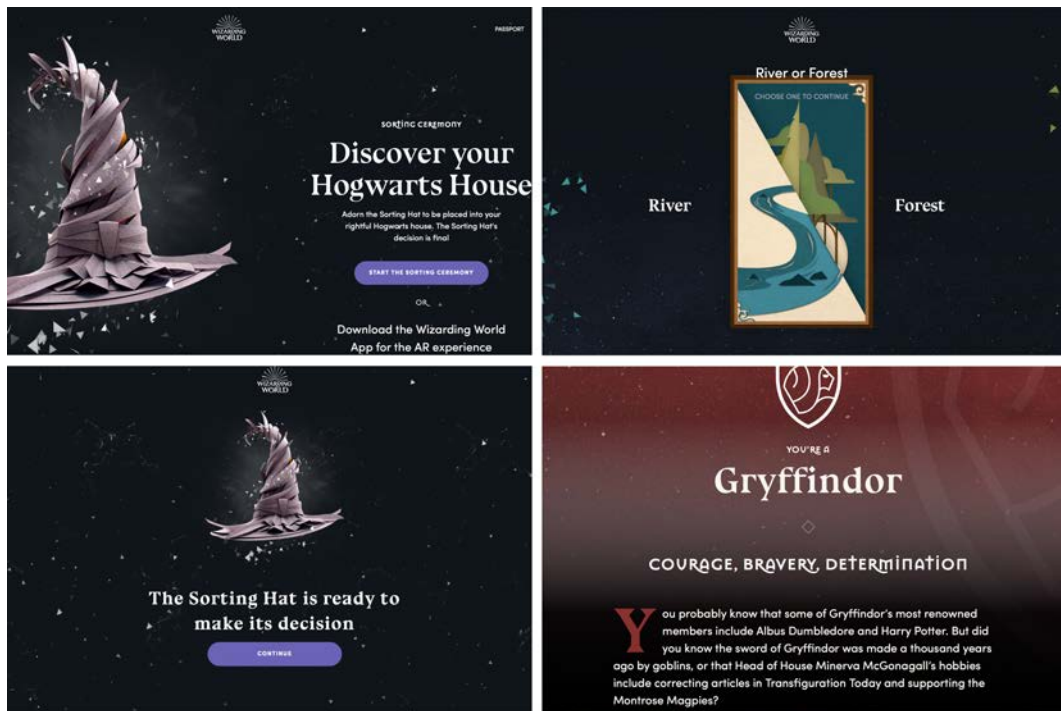 WIZARDING
WORLD
PASSPORT
SORTING CEREMONY
Discover your
Hogwarts House
Adorn the Sorting Hat to be placed into your
rightful Hogwarts house. The Sorting Hat's
decision is final
START THE SORTING CEREMONY
OR
Download the Wizarding World
App for the AR experience
WIZARDING
WORLD
River or Forest
CHOOSE ONE TO CONTINUE
River
Forest
WIZARDING
WORLD
The Sorting Hat is ready to
make its decision
CONTINUE
YOU'RE A
Gryffindor
COURAGE, BRAVERY, DETERMINATION
You probably know that some of Gryffindor's most renowned
members include Albus Dumbledore and Harry Potter. But did
you know the sword of Gryffindor was made a thousand years
ago by goblins, or that Head of House Minerva McGonagall's hobbies
include correcting articles in Transfiguration Today and supporting the
Montrose Magpies?